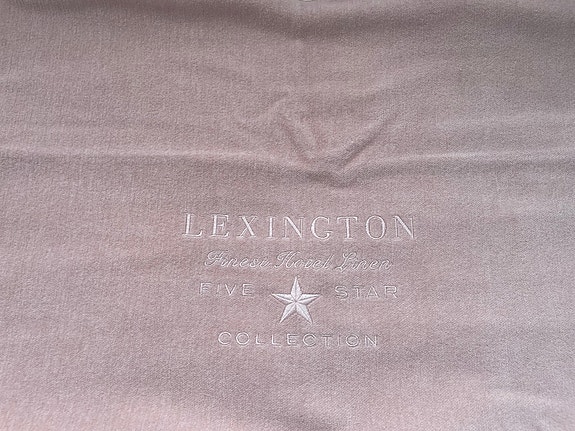 LEXINGTON
Finest Hotel Linen
FIVE STAR
COLLECTION